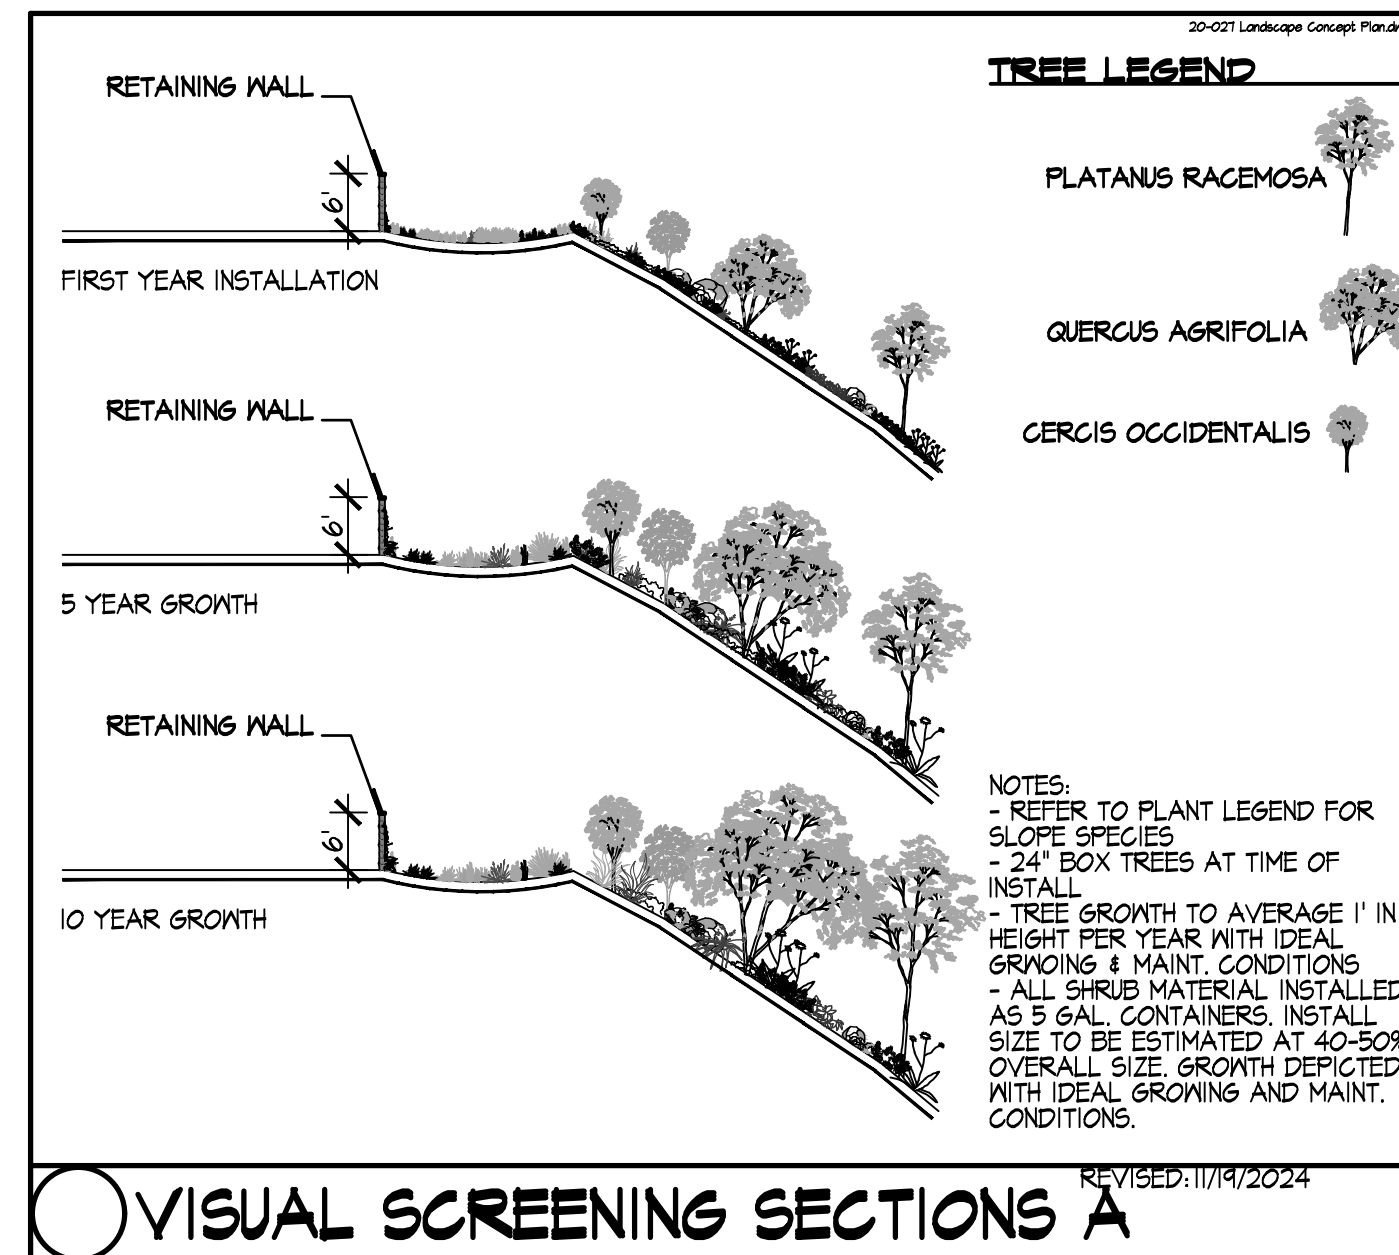 20-027 Landscape Concept Plan.dw
TREE LEGEND
RETAINING WALL
6'
FIRST YEAR INSTALLATION
PLATANUS RACEMOSA
QUERCUS AGRIFOLIA
CERCIS OCCIDENTALIS
RETAINING WALL
6'
5 YEAR GROWTH
RETAINING WALL
6'
10 YEAR GROWTH
NOTES:
- REFER TO PLANT LEGEND FOR
SLOPE SPECIES
- 24" BOX TREES AT TIME OF
INSTALL
- TREE GROWTH TO AVERAGE 1' IN
HEIGHT PER YEAR WITH IDEAL
GRWOING & MAINT. CONDITIONS
- ALL SHRUB MATERIAL INSTALLED
AS 5 GAL. CONTAINERS. INSTALL
SIZE TO BE ESTIMATED AT 40-50%
OVERALL SIZE. GROWTH DEPICTED
WITH IDEAL GROWING AND MAINT.
CONDITIONS.
REVISED:11/19/2024
VISUAL SCREENING SECTIONS A